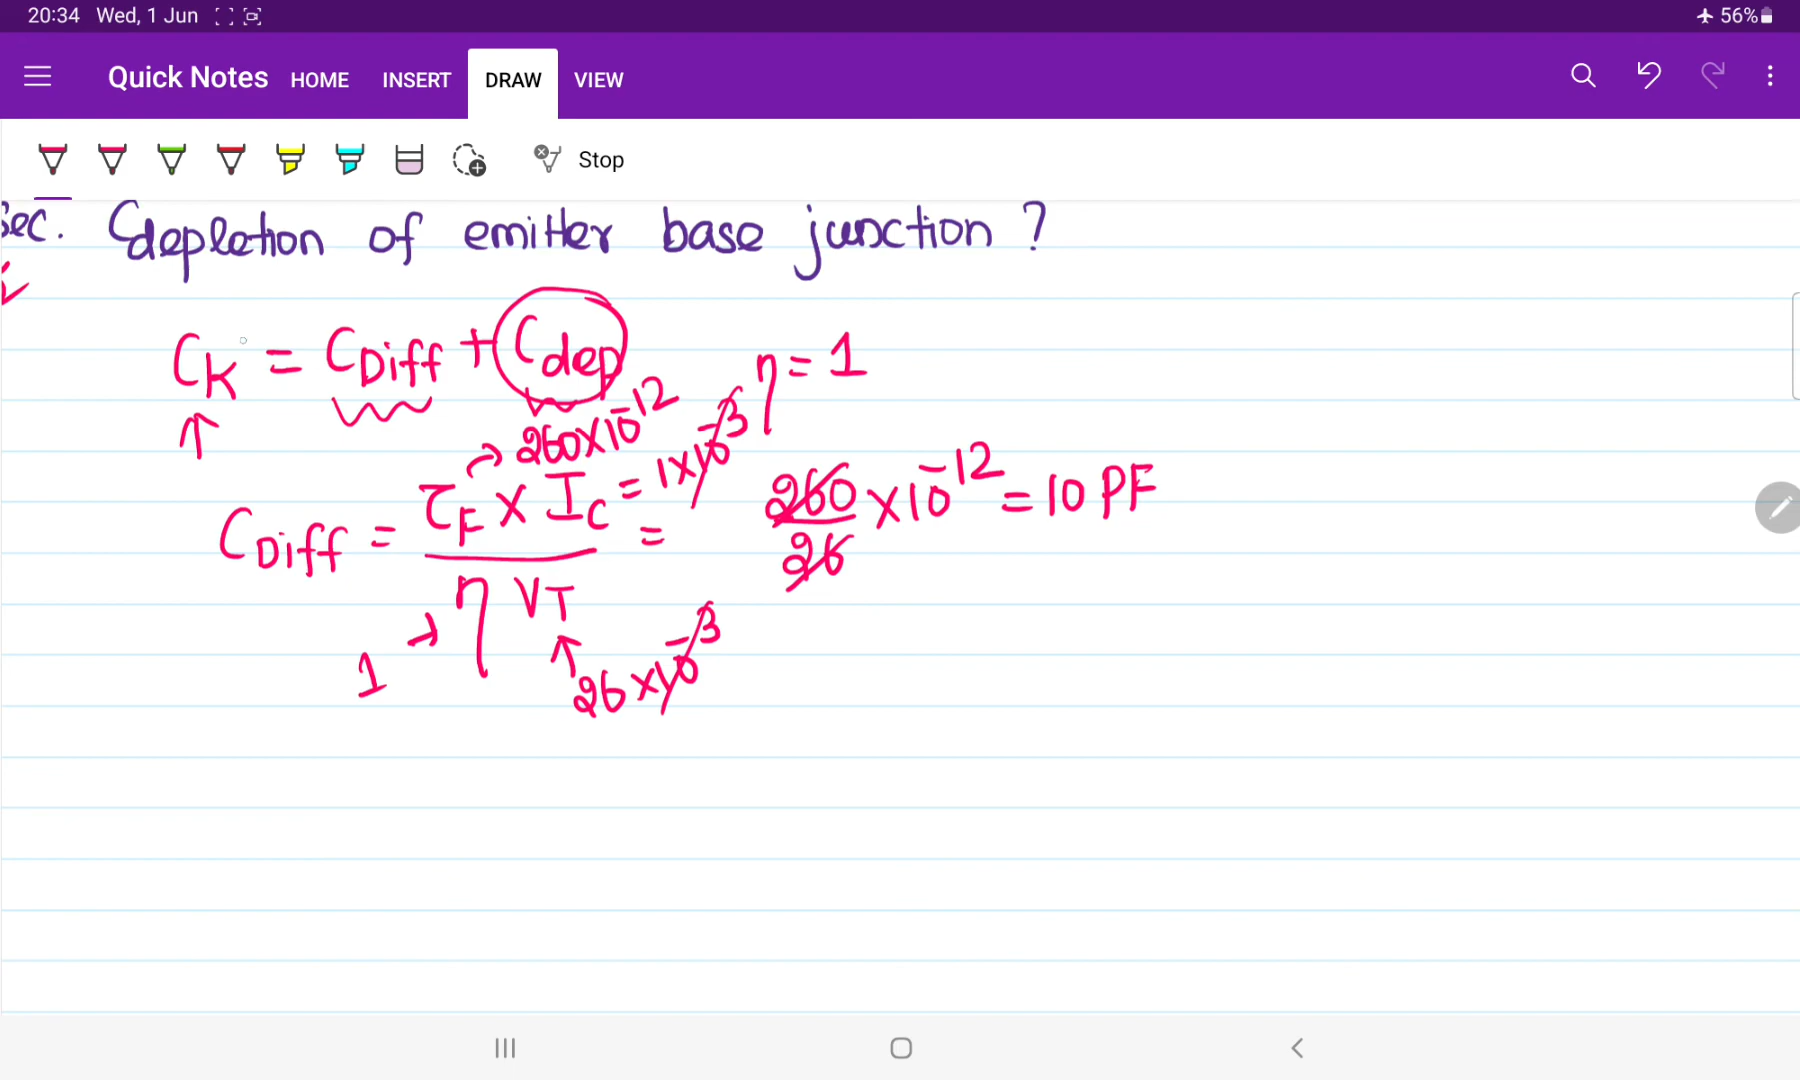 20:34 Wed, 1 Jun 56%
Quick Notes HOME INSERT DRAW VIEW
Stop
Sec. Cdepletion of emitter base junction ?
CK = CDiff + Cdep
η = 1
→ 260×10^-12
CDiff = τF × IC = 1×10^-3 = 260/26 ×10^-12 = 10 PF
η VT
1 →
↑ 26×10^-3